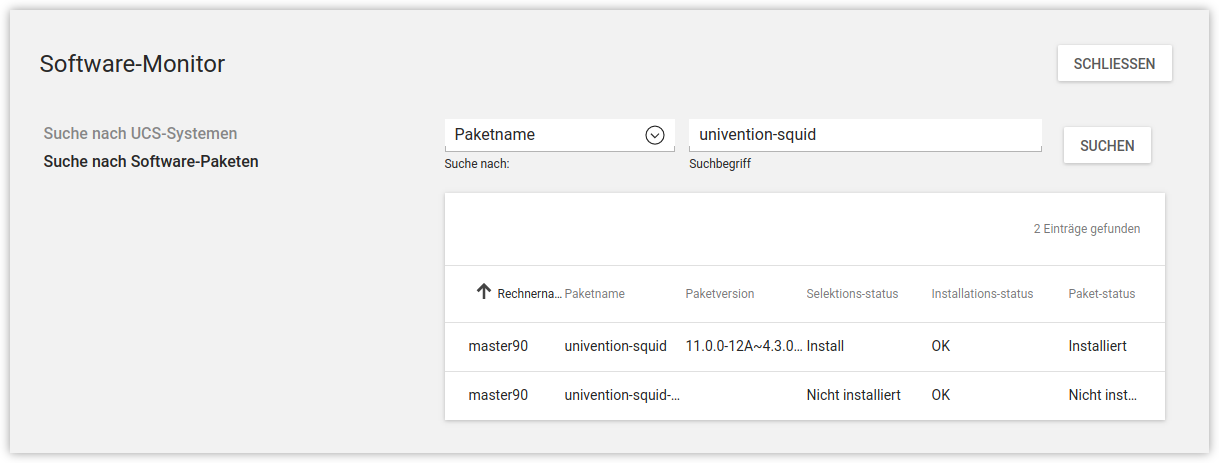 Software-Monitor
SCHLIESSEN
Suche nach UCS-Systemen
Suche nach Software-Paketen
Paketname
univention-squid
SUCHEN
Suche nach:
Suchbegriff
2 Einträge gefunden
Rechnerna... Paketname Paketversion Selektions-status Installations-status Paket-status
master90 univention-squid 11.0.0-12A~4.3.0... Install OK Installiert
master90 univention-squid-... Nicht installiert OK Nicht inst...